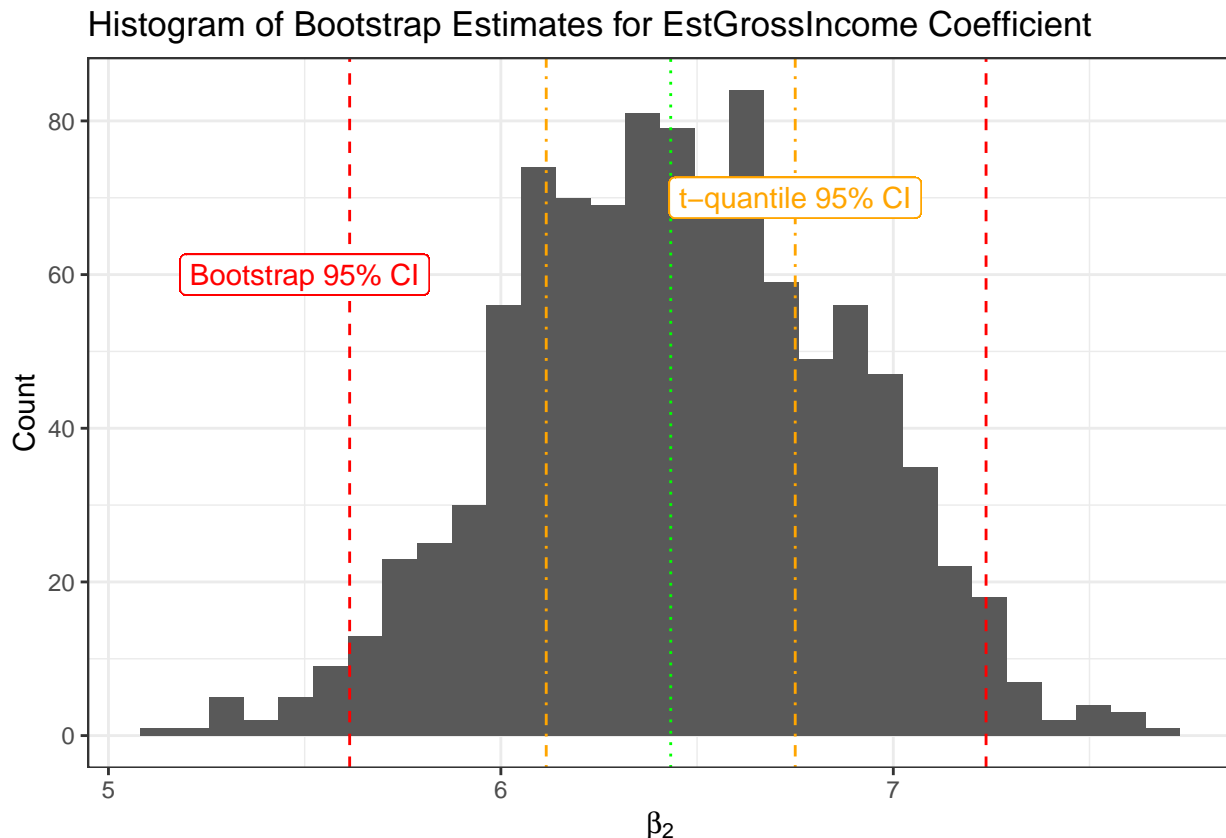 Histogram of Bootstrap Estimates for EstGrossIncome Coefficient
80
t−quantile 95% CI
60
Bootstrap 95% CI
Count
40
20
0
5
6
7
β₂